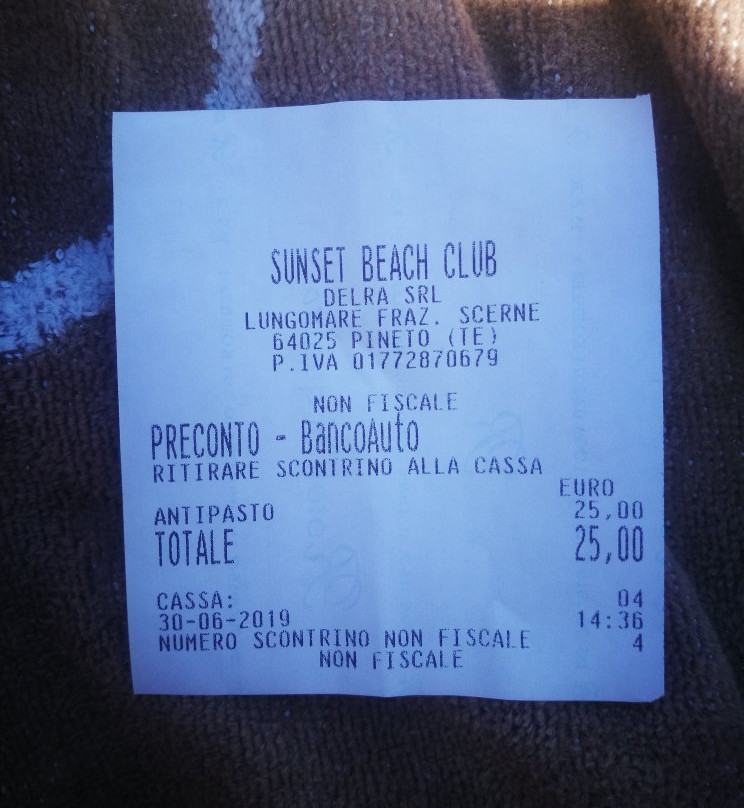 SUNSET BEACH CLUB
DELRA SRL
LUNGOMARE FRAZ. SCERNE
64025 PINETO (TE)
P.IVA 01772870679
NON FISCALE
PRECONTO - BancoAuto
RITIRARE SCONTRINO ALLA CASSA
EURO
ANTIPASTO 25,00
TOTALE 25,00
CASSA: 04
30-06-2019 14:36
NUMERO SCONTRINO NON FISCALE 4
NON FISCALE